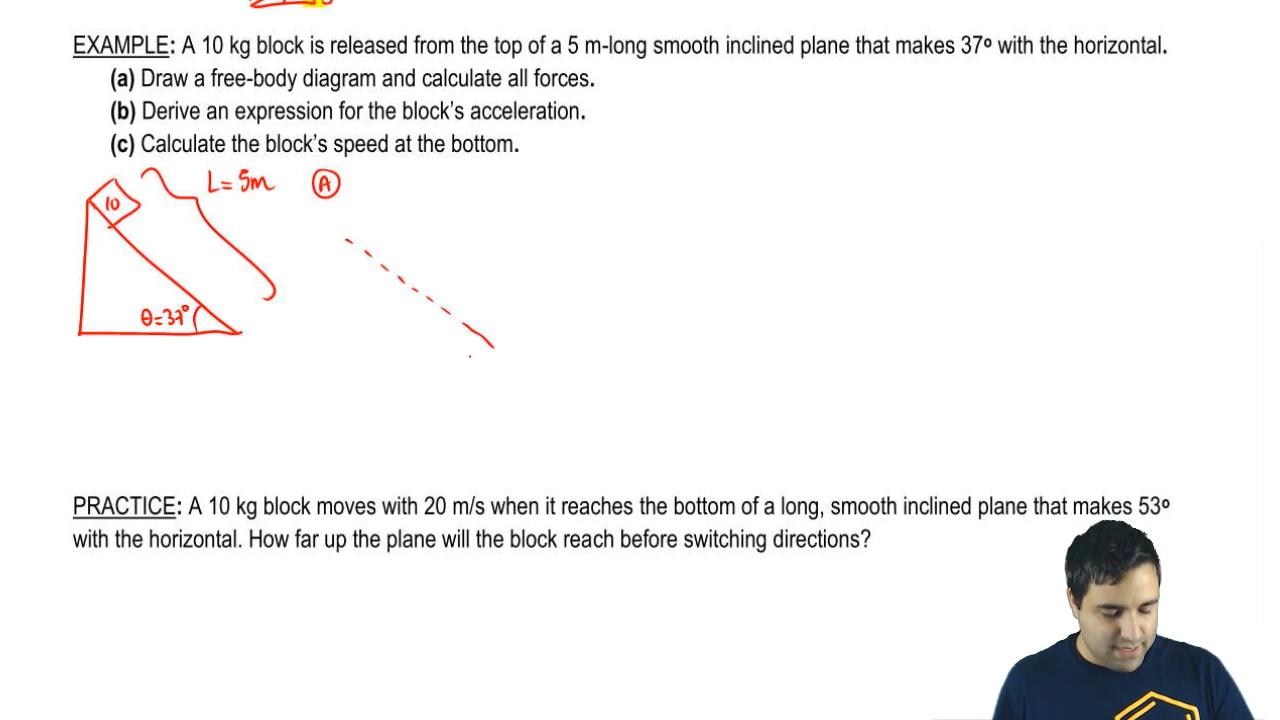 EXAMPLE: A 10 kg block is released from the top of a 5 m-long smooth inclined plane that makes 37º with the horizontal.
(a) Draw a free-body diagram and calculate all forces.
(b) Derive an expression for the block's acceleration.
(c) Calculate the block's speed at the bottom.
L= 5m
A
10
θ=37°
PRACTICE: A 10 kg block moves with 20 m/s when it reaches the bottom of a long, smooth inclined plane that makes 53º
with the horizontal. How far up the plane will the block reach before switching directions?